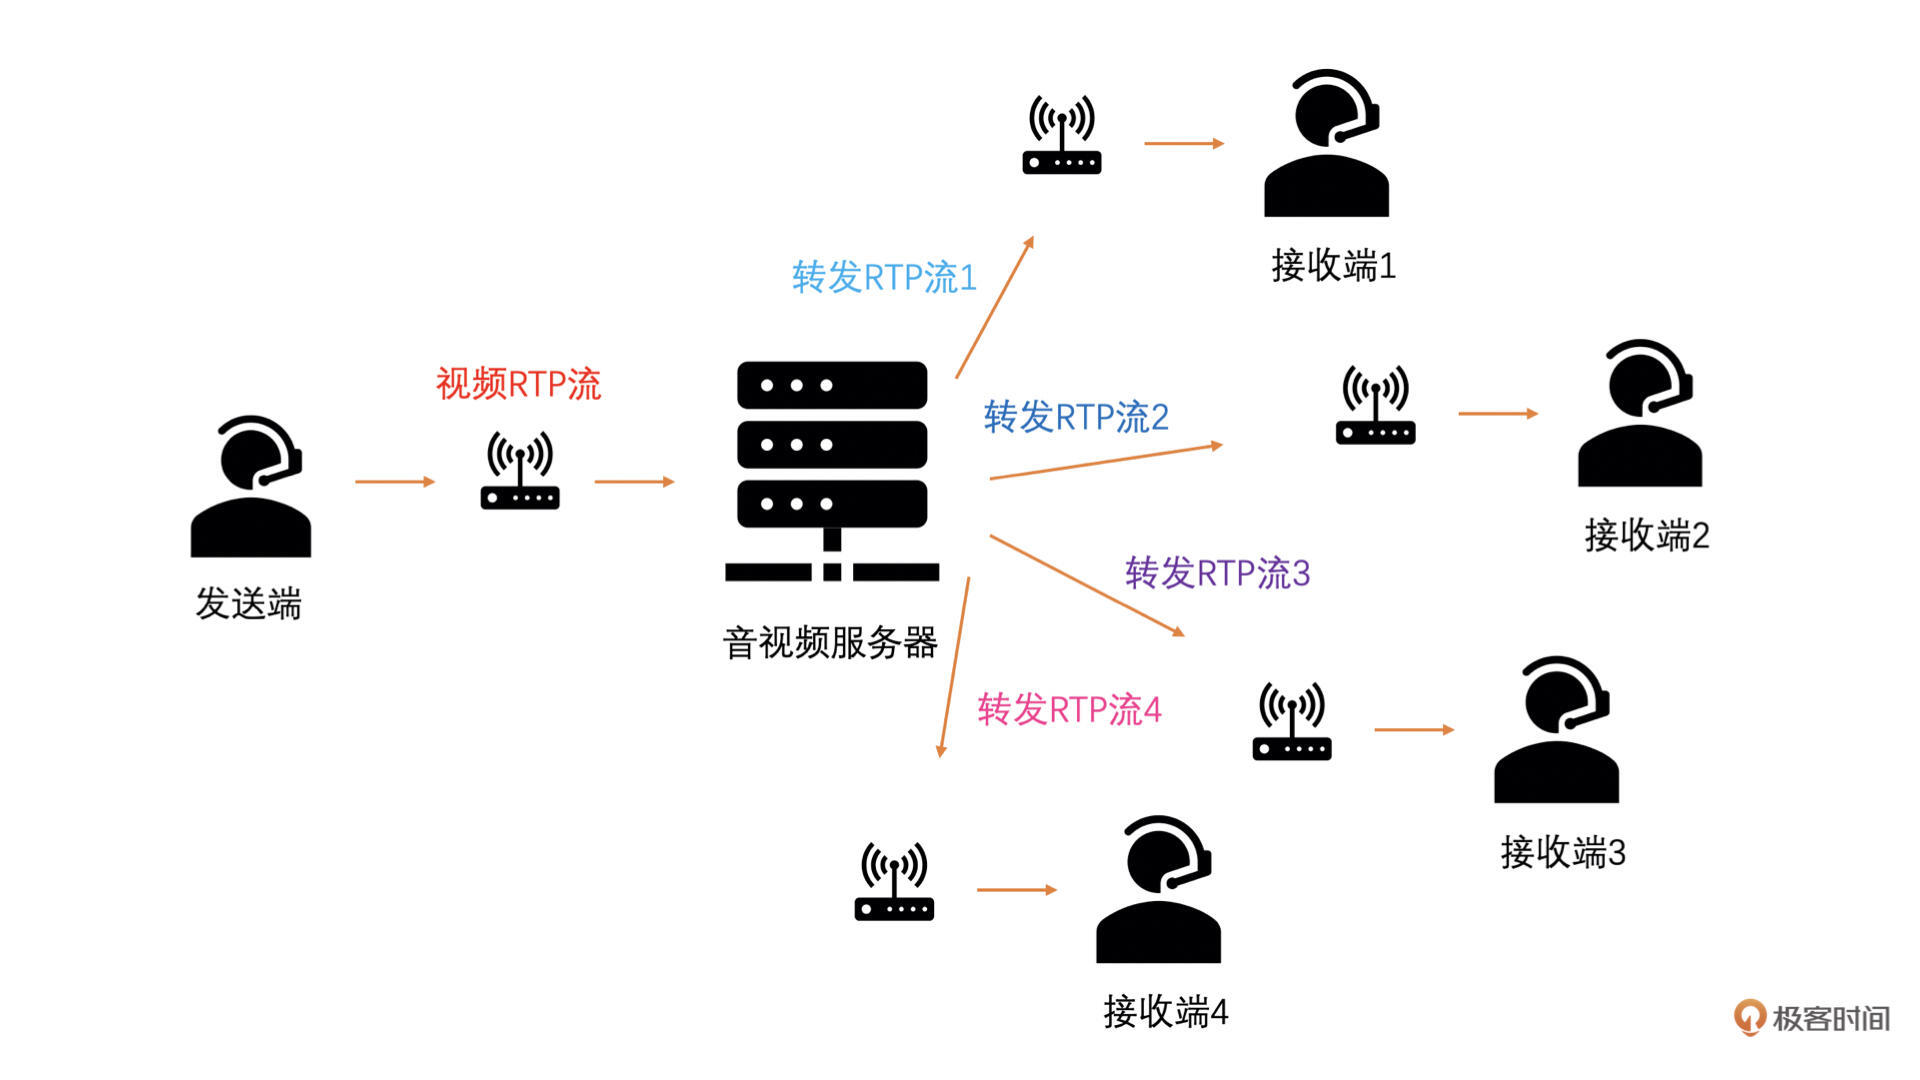 转发RTP流1
接收端1
视频RTP流
转发RTP流2
接收端2
发送端
音视频服务器
转发RTP流3
转发RTP流4
接收端3
接收端4
极客时间